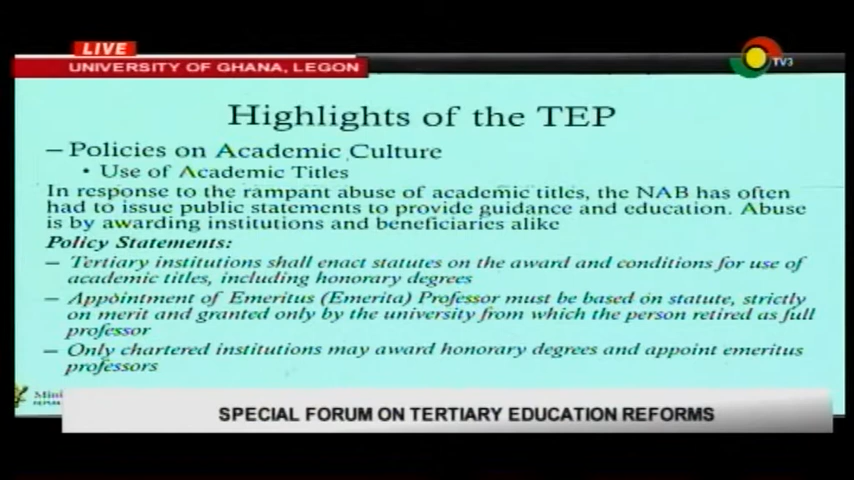 LIVE
UNIVERSITY OF GHANA, LEGON
TV3
Highlights of the TEP
– Policies on Academic Culture
• Use of Academic Titles
In response to the rampant abuse of academic titles, the NAB has often
had to issue public statements to provide guidance and education. Abuse
is by awarding institutions and beneficiaries alike
Policy Statements:
– Tertiary institutions shall enact statutes on the award and conditions for use of
academic titles, including honorary degrees
– Appointment of Emeritus (Emerita) Professor must be based on statute, strictly
on merit and granted only by the university from which the person retired as full
professor
– Only chartered institutions may award honorary degrees and appoint emeritus
professors
SPECIAL FORUM ON TERTIARY EDUCATION REFORMS